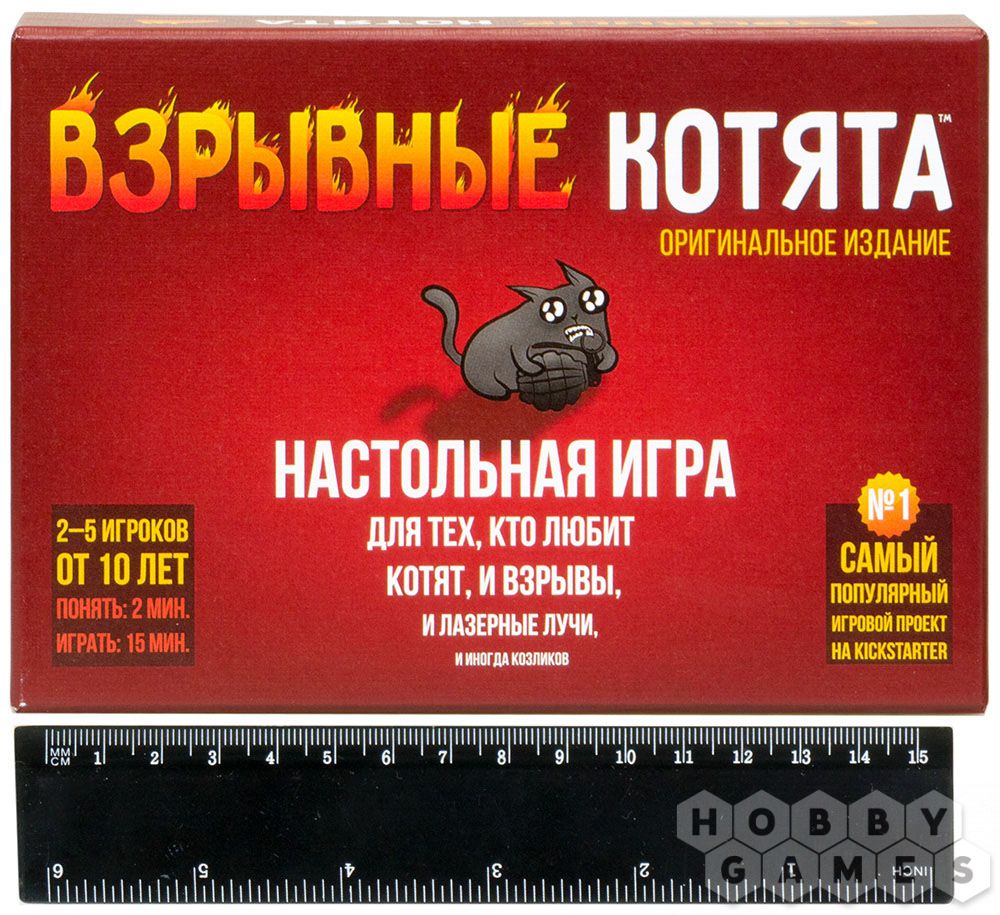 ВЗРЫВНЫЕ КОТЯТА™
ОРИГИНАЛЬНОЕ ИЗДАНИЕ
НАСТОЛЬНАЯ ИГРА
ДЛЯ ТЕХ, КТО ЛЮБИТ
КОТЯТ, И ВЗРЫВЫ,
И ЛАЗЕРНЫЕ ЛУЧИ,
И ИНОГДА КОЗЛИКОВ
2–5 ИГРОКОВ
ОТ 10 ЛЕТ
ПОНЯТЬ: 2 МИН.
ИГРАТЬ: 15 МИН.
№1
САМЫЙ
ПОПУЛЯРНЫЙ
ИГРОВОЙ ПРОЕКТ
НА KICKSTARTER
MM
CM 1 2 3 4 5 6 7 8 9 10 11 12 13 14 15
HOBBY
GAMES
6 5 4 3 2 1 INCH